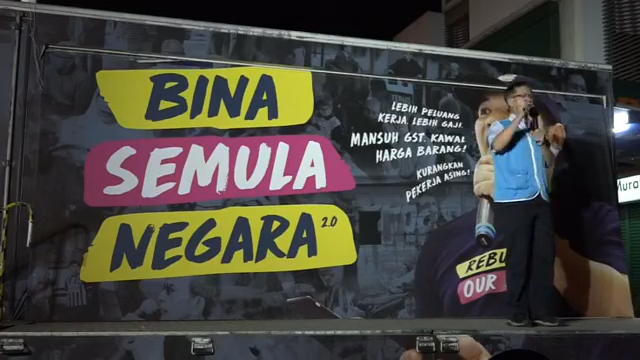 BINA
SEMULA
NEGARA 2.0
LEBIH PELUANG
KERJA, LEBIH GAJI.
MANSUH GST, KAWAL
HARGA BARANG!
KURANGKAN
PEKERJA ASING!
REBU
OUR
Muro